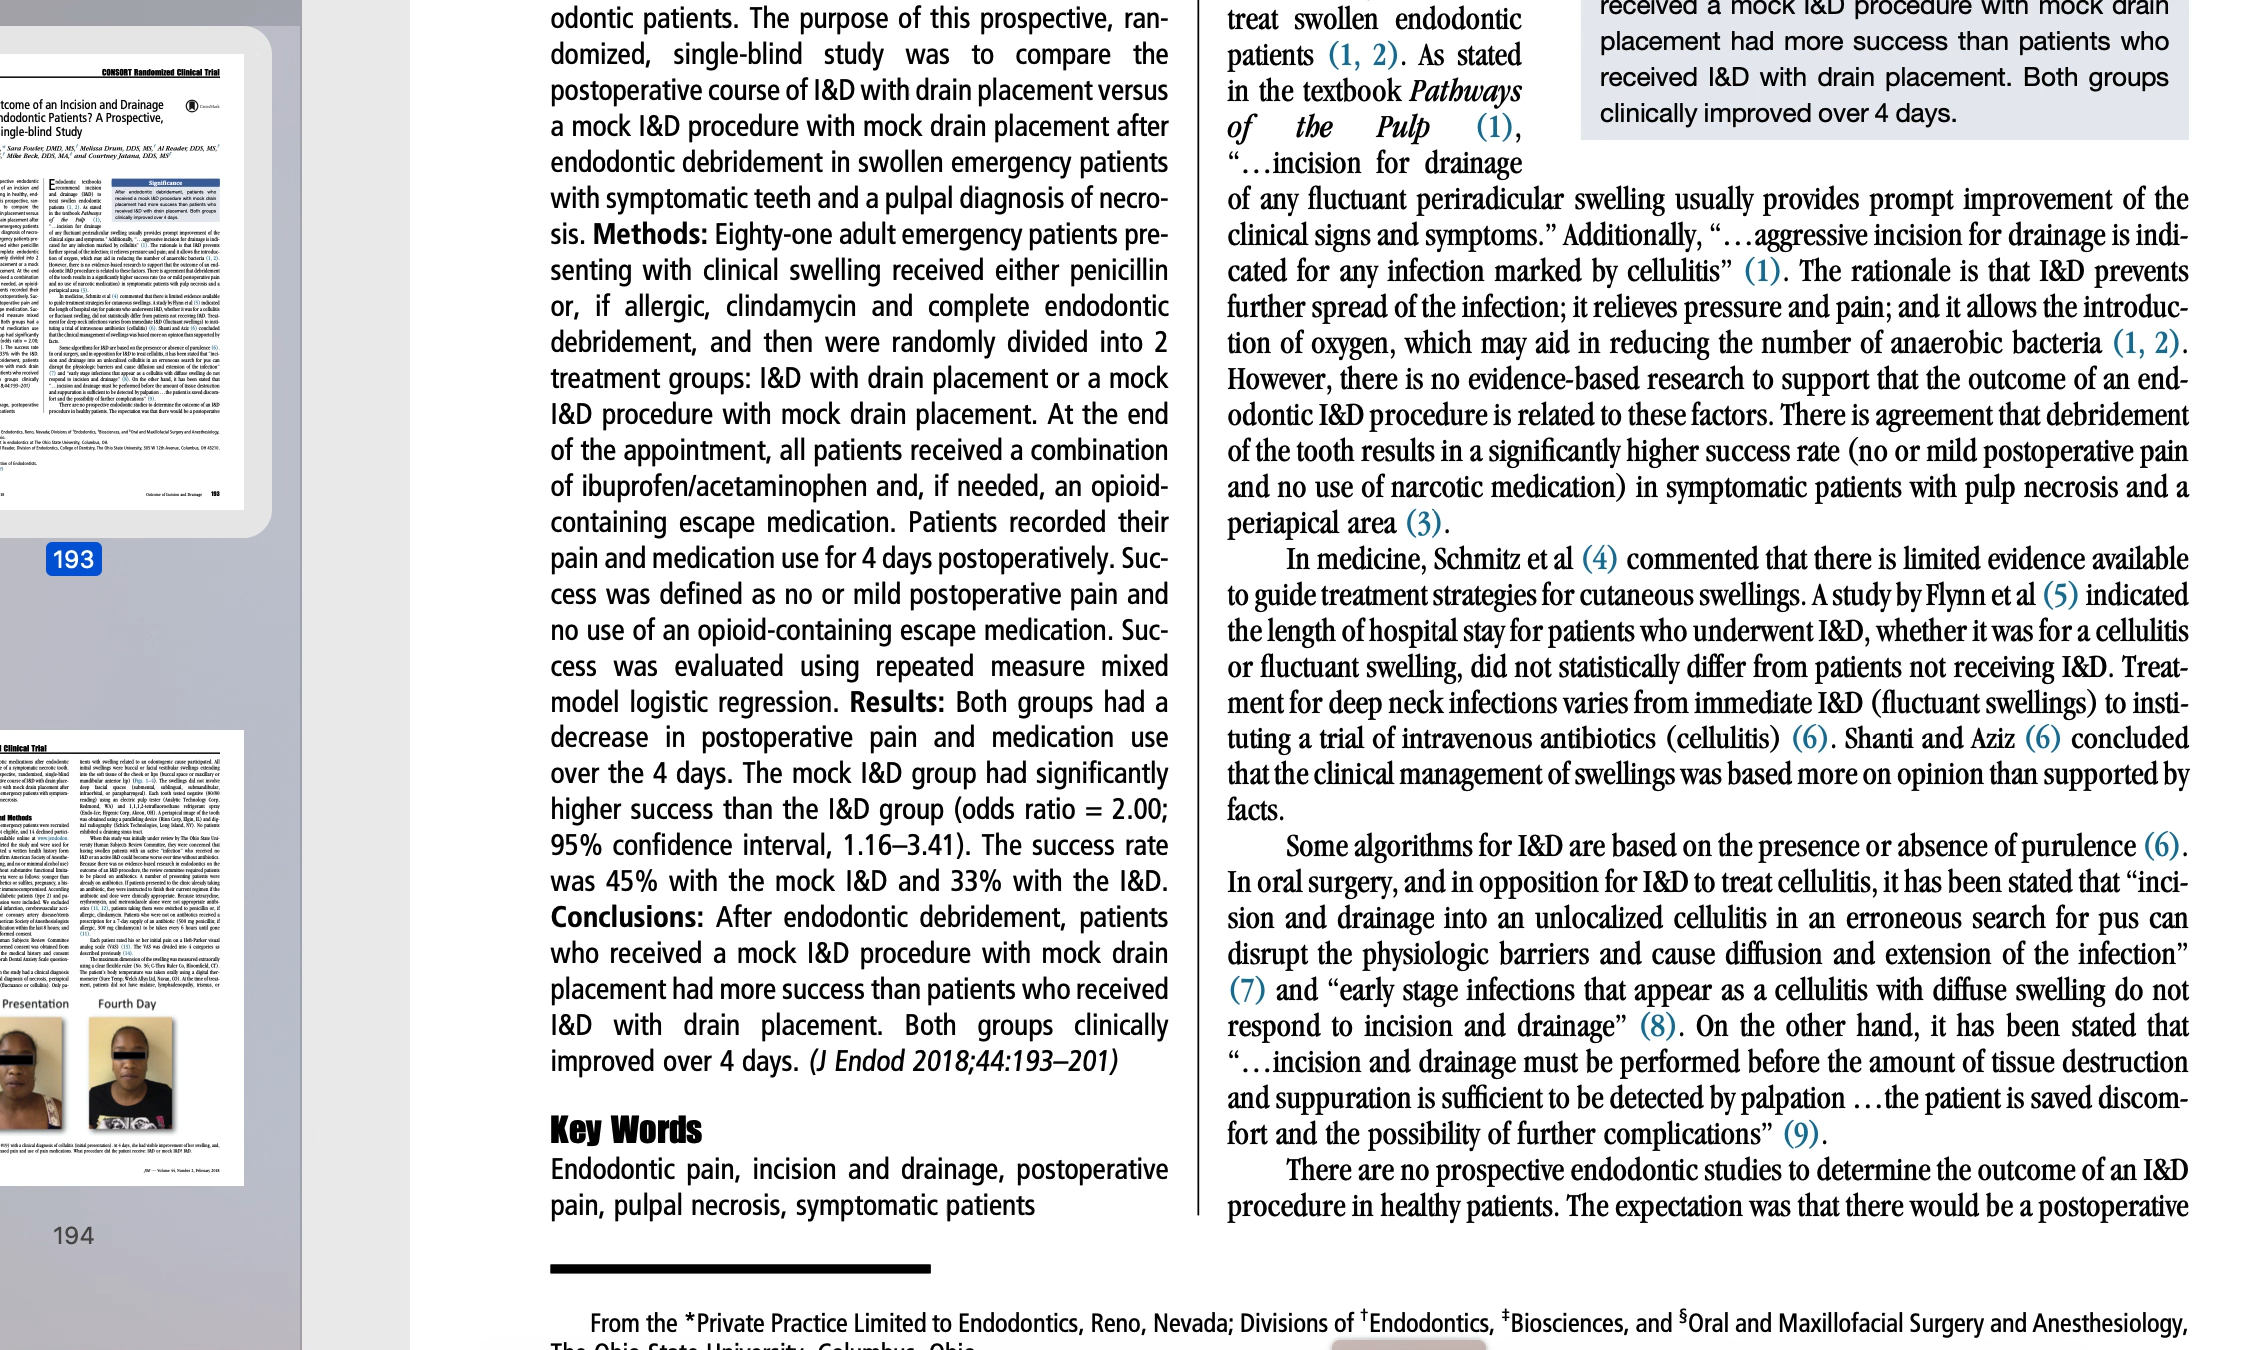 CONSORT Randomized Clinical Trial
tcome of an Incision and Drainage
ndodontic Patients? A Prospective,
ingle-blind Study
Significance
193
Clinical Trial
Presentation
Fourth Day
194
odontic patients. The purpose of this prospective, ran-
domized, single-blind study was to compare the
postoperative course of I&D with drain placement versus
a mock I&D procedure with mock drain placement after
endodontic debridement in swollen emergency patients
with symptomatic teeth and a pulpal diagnosis of necro-
sis. Methods: Eighty-one adult emergency patients pre-
senting with clinical swelling received either penicillin
or, if allergic, clindamycin and complete endodontic
debridement, and then were randomly divided into 2
treatment groups: I&D with drain placement or a mock
I&D procedure with mock drain placement. At the end
of the appointment, all patients received a combination
of ibuprofen/acetaminophen and, if needed, an opioid-
containing escape medication. Patients recorded their
pain and medication use for 4 days postoperatively. Suc-
cess was defined as no or mild postoperative pain and
no use of an opioid-containing escape medication. Suc-
cess was evaluated using repeated measure mixed
model logistic regression. Results: Both groups had a
decrease in postoperative pain and medication use
over the 4 days. The mock I&D group had significantly
higher success than the I&D group (odds ratio = 2.00;
95% confidence interval, 1.16–3.41). The success rate
was 45% with the mock I&D and 33% with the I&D.
Conclusions: After endodontic debridement, patients
who received a mock I&D procedure with mock drain
placement had more success than patients who received
I&D with drain placement. Both groups clinically
improved over 4 days. (J Endod 2018;44:193–201)
Key Words
Endodontic pain, incision and drainage, postoperative
pain, pulpal necrosis, symptomatic patients
treat swollen endodontic
patients (1, 2). As stated
in the textbook Pathways
of the Pulp (1),
“…incision for drainage
received a mock I&D procedure with mock drain
placement had more success than patients who
received I&D with drain placement. Both groups
clinically improved over 4 days.
of any fluctuant periradicular swelling usually provides prompt improvement of the
clinical signs and symptoms.” Additionally, “…aggressive incision for drainage is indi-
cated for any infection marked by cellulitis” (1). The rationale is that I&D prevents
further spread of the infection; it relieves pressure and pain; and it allows the introduc-
tion of oxygen, which may aid in reducing the number of anaerobic bacteria (1, 2).
However, there is no evidence-based research to support that the outcome of an end-
odontic I&D procedure is related to these factors. There is agreement that debridement
of the tooth results in a significantly higher success rate (no or mild postoperative pain
and no use of narcotic medication) in symptomatic patients with pulp necrosis and a
periapical area (3).
In medicine, Schmitz et al (4) commented that there is limited evidence available
to guide treatment strategies for cutaneous swellings. A study by Flynn et al (5) indicated
the length of hospital stay for patients who underwent I&D, whether it was for a cellulitis
or fluctuant swelling, did not statistically differ from patients not receiving I&D. Treat-
ment for deep neck infections varies from immediate I&D (fluctuant swellings) to insti-
tuting a trial of intravenous antibiotics (cellulitis) (6). Shanti and Aziz (6) concluded
that the clinical management of swellings was based more on opinion than supported by
facts.
Some algorithms for I&D are based on the presence or absence of purulence (6).
In oral surgery, and in opposition for I&D to treat cellulitis, it has been stated that “inci-
sion and drainage into an unlocalized cellulitis in an erroneous search for pus can
disrupt the physiologic barriers and cause diffusion and extension of the infection”
(7) and “early stage infections that appear as a cellulitis with diffuse swelling do not
respond to incision and drainage” (8). On the other hand, it has been stated that
“…incision and drainage must be performed before the amount of tissue destruction
and suppuration is sufficient to be detected by palpation …the patient is saved discom-
fort and the possibility of further complications” (9).
There are no prospective endodontic studies to determine the outcome of an I&D
procedure in healthy patients. The expectation was that there would be a postoperative
From the *Private Practice Limited to Endodontics, Reno, Nevada; Divisions of †Endodontics, ‡Biosciences, and §Oral and Maxillofacial Surgery and Anesthesiology,
The Ohio State University, Columbus, Ohio.